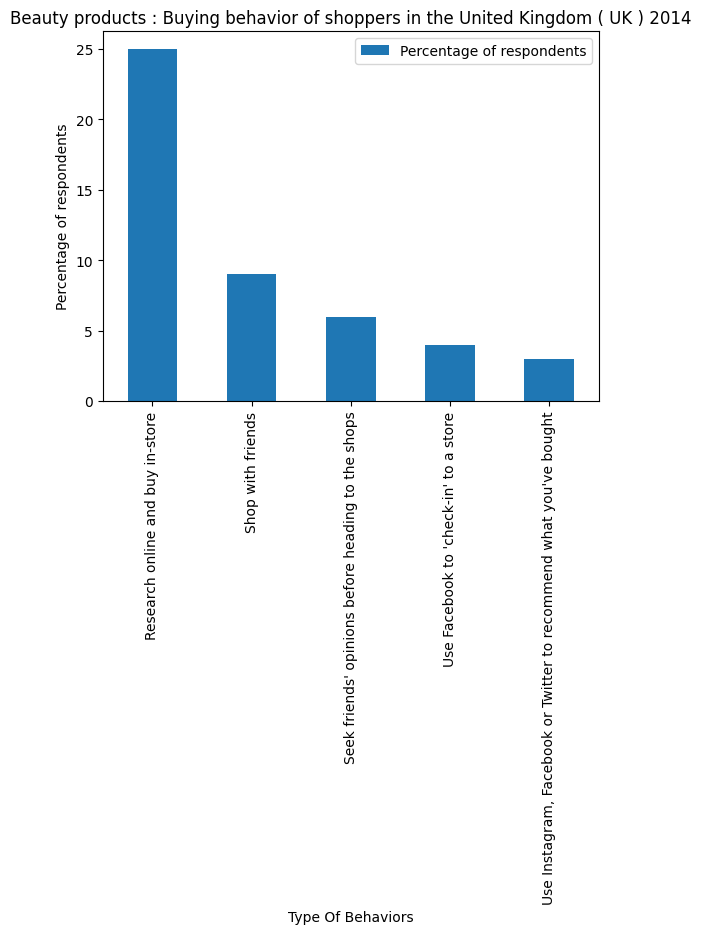 Beauty products : Buying behavior of shoppers in the United Kingdom ( UK ) 2014
Percentage of respondents
Percentage of respondents
25
20
15
10
5
0
Research online and buy in-store
Shop with friends
Seek friends' opinions before heading to the shops
Use Facebook to 'check-in' to a store
Use Instagram, Facebook or Twitter to recommend what you've bought
Type Of Behaviors